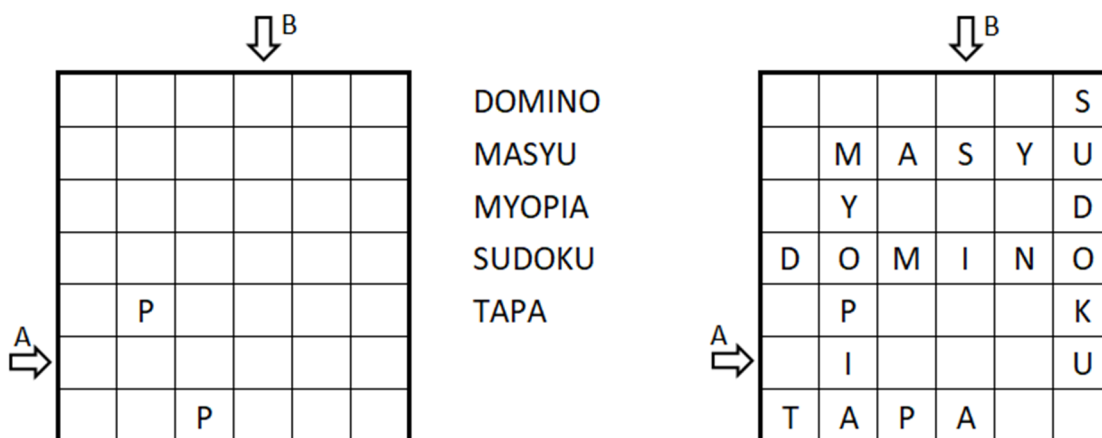 B
DOMINO
MASYU
MYOPIA
SUDOKU
TAPA
P
A
P
B
S
M A S Y U
Y D
D O M I N O
P K
A
I U
T A P A